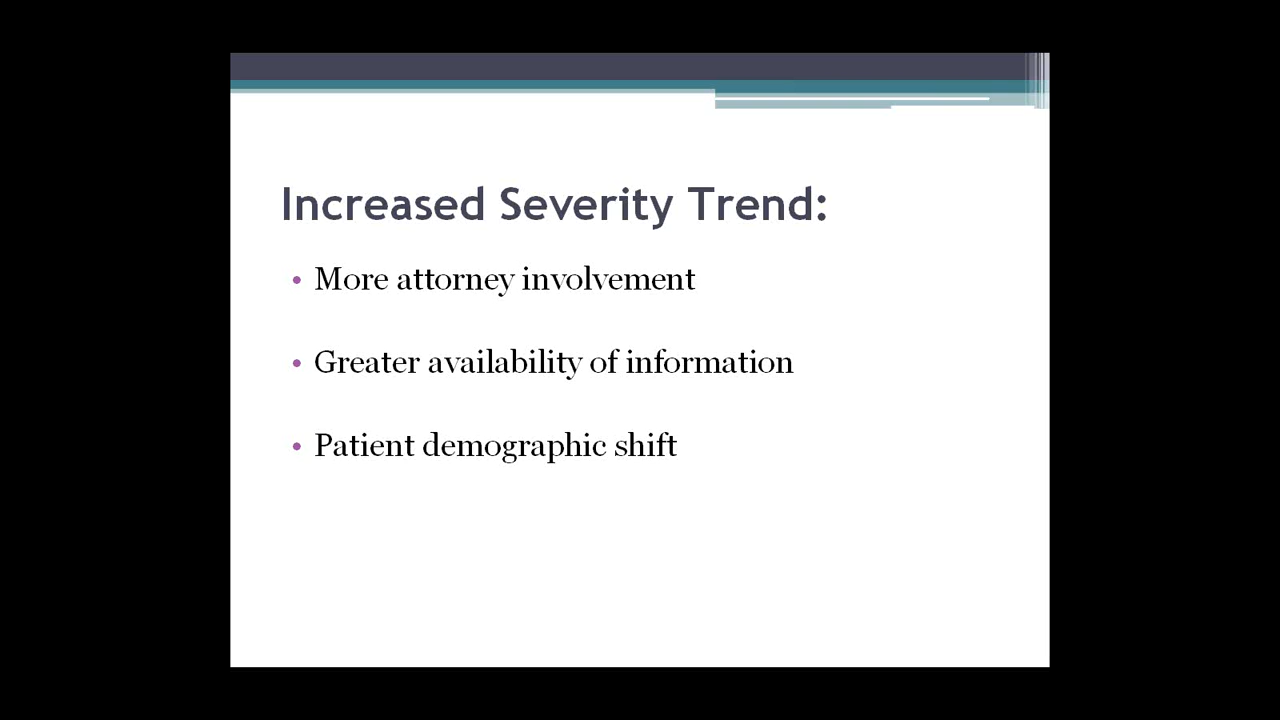 Increased Severity Trend:
• More attorney involvement
• Greater availability of information
• Patient demographic shift